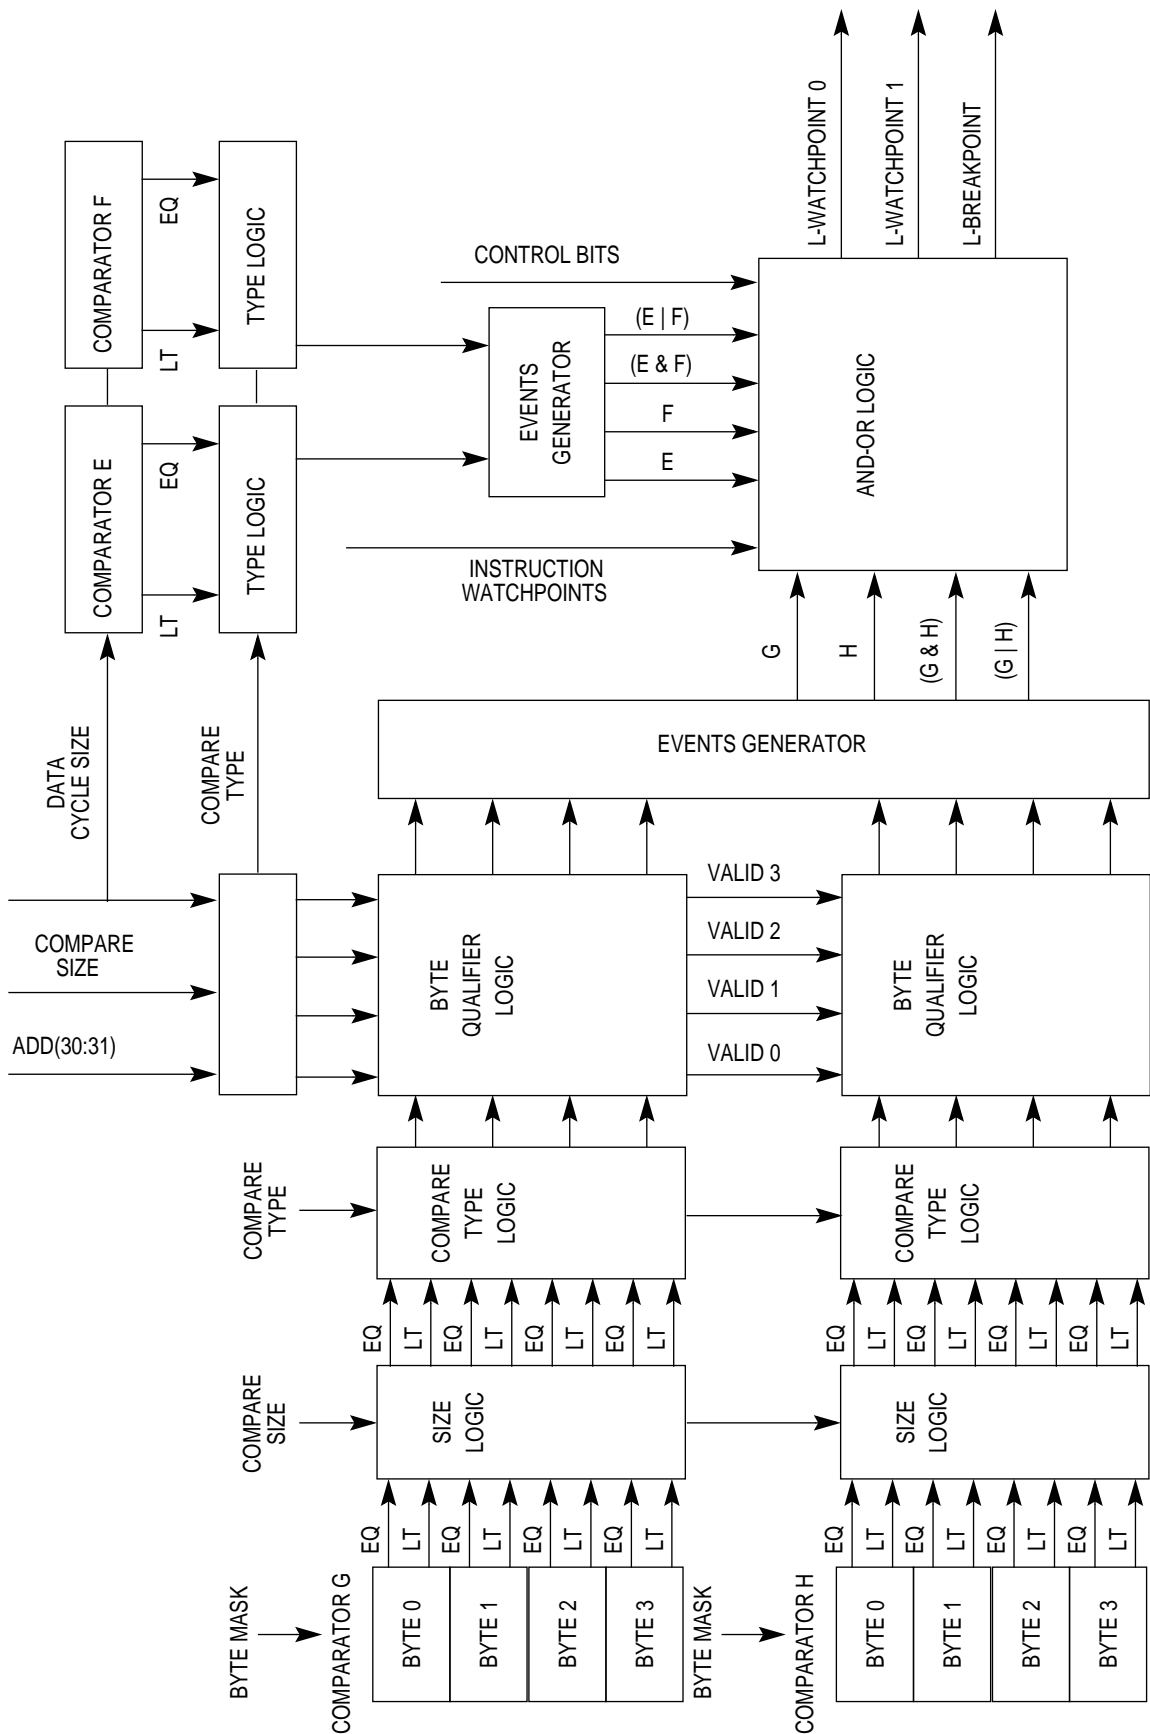 COMPARATOR E
COMPARATOR F
LT
EQ
LT
EQ
TYPE LOGIC
TYPE LOGIC
DATA
CYCLE SIZE
COMPARE
TYPE
COMPARE
SIZE
ADD(30:31)
CONTROL BITS
EVENTS
GENERATOR
(E | F)
(E & F)
F
E
INSTRUCTION
WATCHPOINTS
AND-OR LOGIC
L-WATCHPOINT 0
L-WATCHPOINT 1
L-BREAKPOINT
G
H
(G & H)
(G | H)
EVENTS GENERATOR
BYTE
QUALIFIER
LOGIC
VALID 3
VALID 2
VALID 1
VALID 0
BYTE
QUALIFIER
LOGIC
COMPARE
TYPE
COMPARE
TYPE
LOGIC
COMPARE
TYPE
LOGIC
EQ
LT
EQ
LT
EQ
LT
EQ
LT
EQ
LT
EQ
LT
EQ
LT
EQ
LT
COMPARE
SIZE
SIZE
LOGIC
SIZE
LOGIC
EQ
LT
EQ
LT
EQ
LT
EQ
LT
EQ
LT
EQ
LT
EQ
LT
EQ
LT
BYTE MASK
COMPARATOR G
BYTE 0
BYTE 1
BYTE 2
BYTE 3
BYTE MASK
COMPARATOR H
BYTE 0
BYTE 1
BYTE 2
BYTE 3